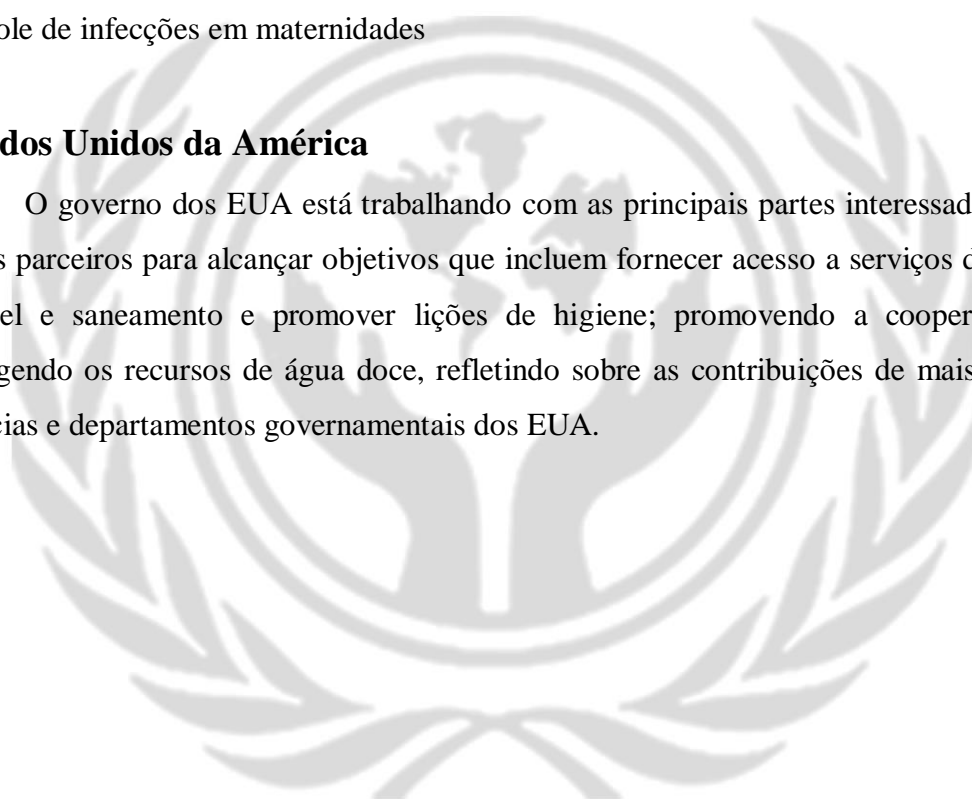 ole de infecções em maternidades
dos Unidos da América
O governo dos EUA está trabalhando com as principais partes interessad
s parceiros para alcançar objetivos que incluem fornecer acesso a serviços d
el e saneamento e promover lições de higiene; promovendo a cooper
gendo os recursos de água doce, refletindo sobre as contribuições de mais
cias e departamentos governamentais dos EUA.